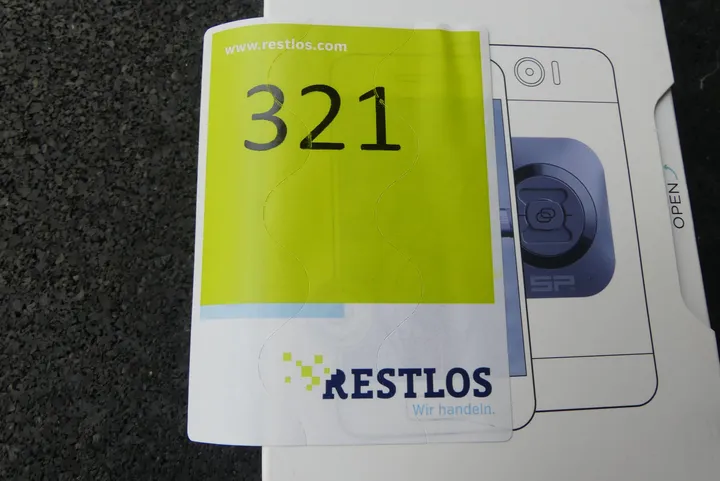 www.restlos.com
321
RESTLOS
Wir handeln.
OPEN
SP